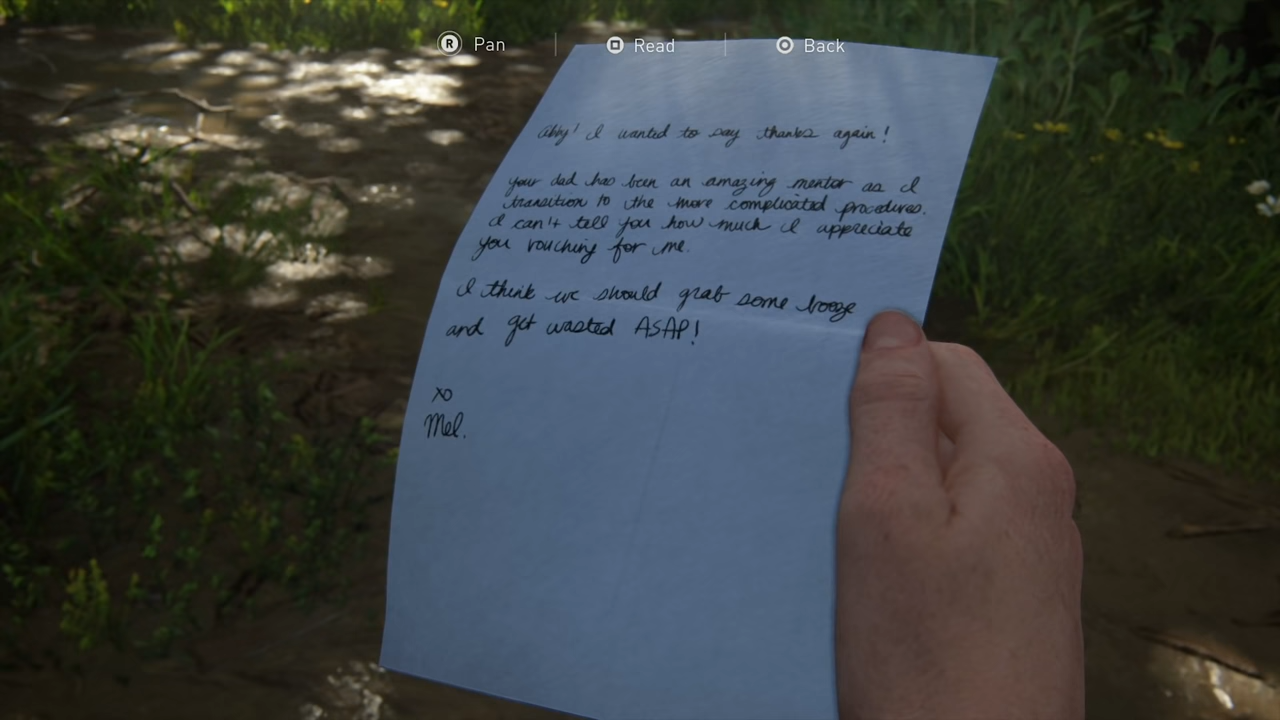 R Pan Read Back
Abby! I wanted to say thanks again!
your dad has been an amazing mentor as I
transition to the more complicated procedures.
I can't tell you how much I appreciate
you vouching for me.
I think we should grab some booze
and get wasted ASAP!
xo
Mel.